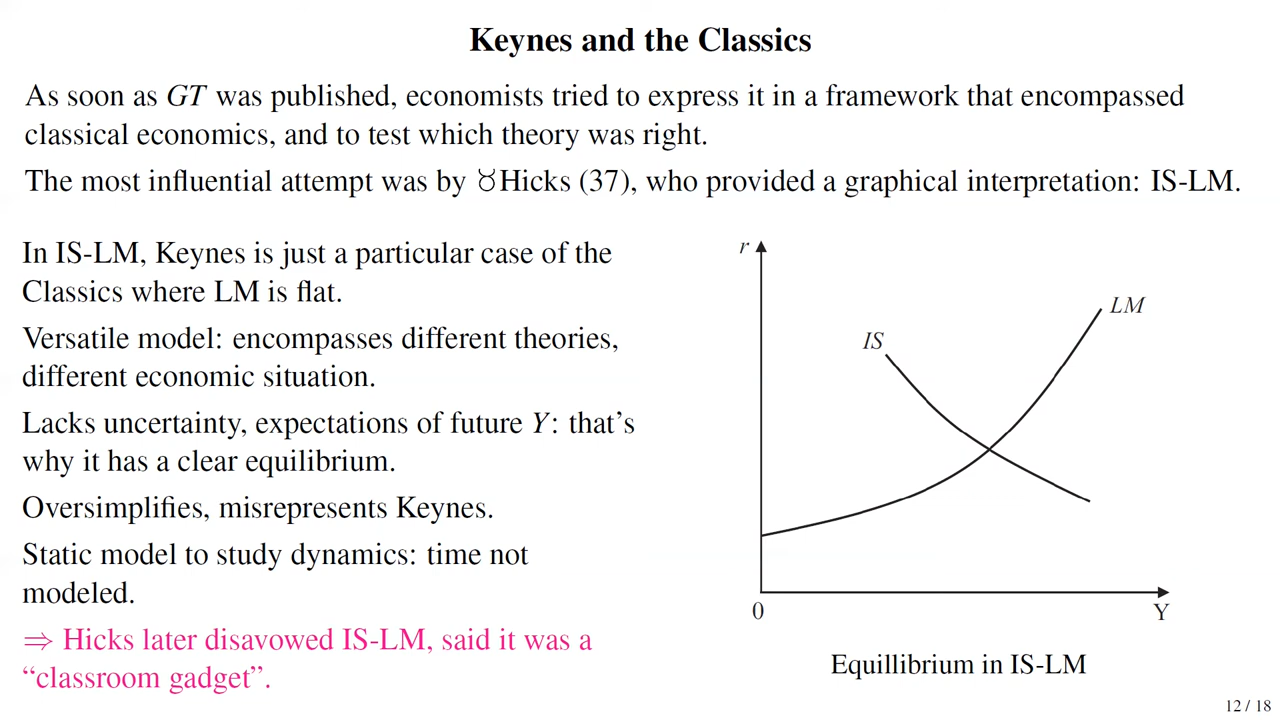 Keynes and the Classics
As soon as GT was published, economists tried to express it in a framework that encompassed
classical economics, and to test which theory was right.
The most influential attempt was by ♉Hicks (37), who provided a graphical interpretation: IS-LM.
In IS-LM, Keynes is just a particular case of the
Classics where LM is flat.
Versatile model: encompasses different theories,
different economic situation.
Lacks uncertainty, expectations of future Y: that's
why it has a clear equilibrium.
Oversimplifies, misrepresents Keynes.
Static model to study dynamics: time not
modeled.
⇒ Hicks later disavowed IS-LM, said it was a
“classroom gadget”.
r
LM
IS
0
Y
Equillibrium in IS-LM
12 / 18